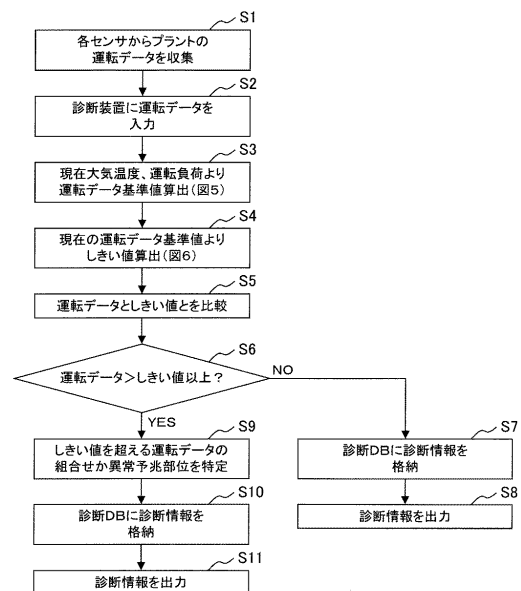 S1
各センサからプラントの
運転データを収集
S2
診断装置に運転データを
入力
S3
現在大気温度、運転負荷より
運転データ基準値算出(図5)
S4
現在の運転データ基準値より
しきい値算出(図6)
S5
運転データとしきい値とを比較
S6
運転データ>しきい値以上?
NO
YES
S9
しきい値を超える運転データの
組合せか異常予兆部位を特定
S10
診断DBに診断情報を
格納
S11
診断情報を出力
S7
診断DBに診断情報を
格納
S8
診断情報を出力